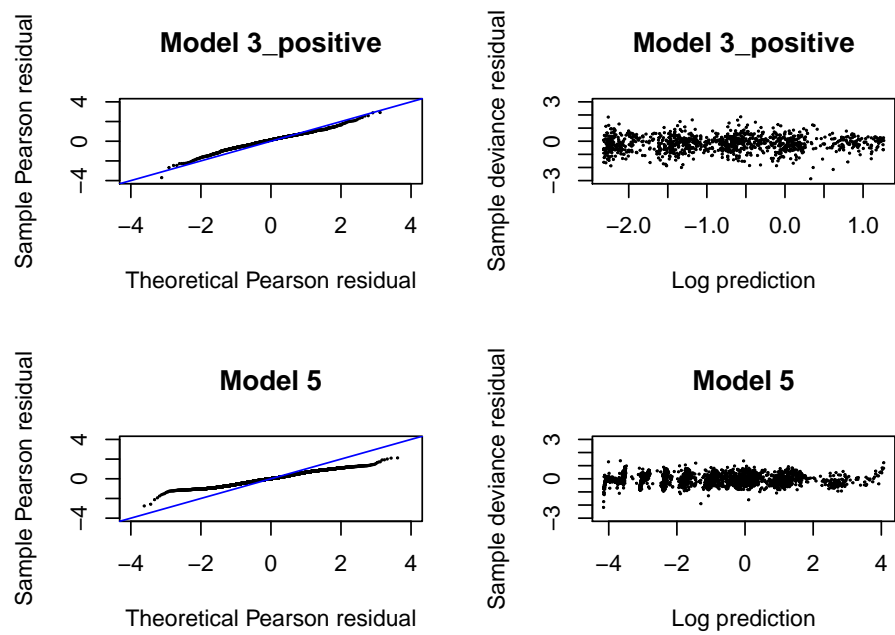 Model 3_positive
Sample Pearson residual
4
0
−4
−4 −2 0 2 4
Theoretical Pearson residual
Model 3_positive
Sample deviance residual
3
0
−3
−2.0 −1.0 0.0 1.0
Log prediction
Model 5
Sample Pearson residual
4
0
−4
−4 −2 0 2 4
Theoretical Pearson residual
Model 5
Sample deviance residual
3
0
−3
−4 −2 0 2 4
Log prediction